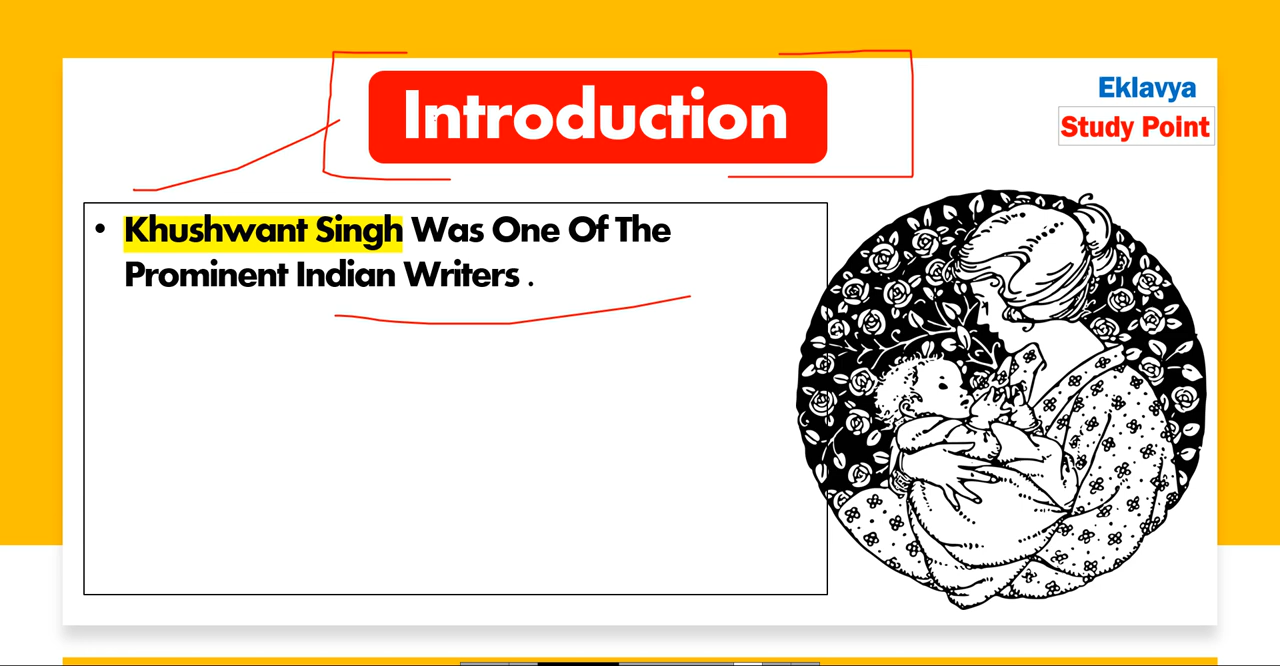 Introduction
Eklavya
Study Point
• Khushwant Singh Was One Of The
Prominent Indian Writers .